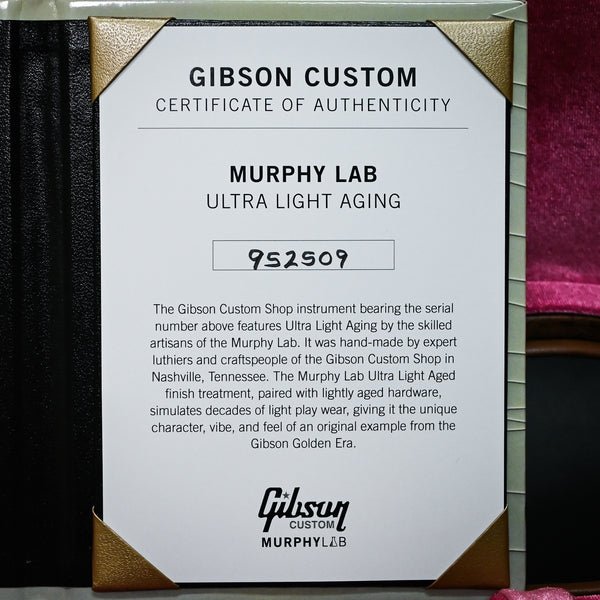 GIBSON CUSTOM
CERTIFICATE OF AUTHENTICITY
MURPHY LAB
ULTRA LIGHT AGING
952509
The Gibson Custom Shop instrument bearing the serial
number above features Ultra Light Aging by the skilled
artisans of the Murphy Lab. It was hand-made by expert
luthiers and craftspeople of the Gibson Custom Shop in
Nashville, Tennessee. The Murphy Lab Ultra Light Aged
finish treatment, paired with lightly aged hardware,
simulates decades of light play wear, giving it the unique
character, vibe, and feel of an original example from the
Gibson Golden Era.
Gibson
CUSTOM
MURPHYLAB